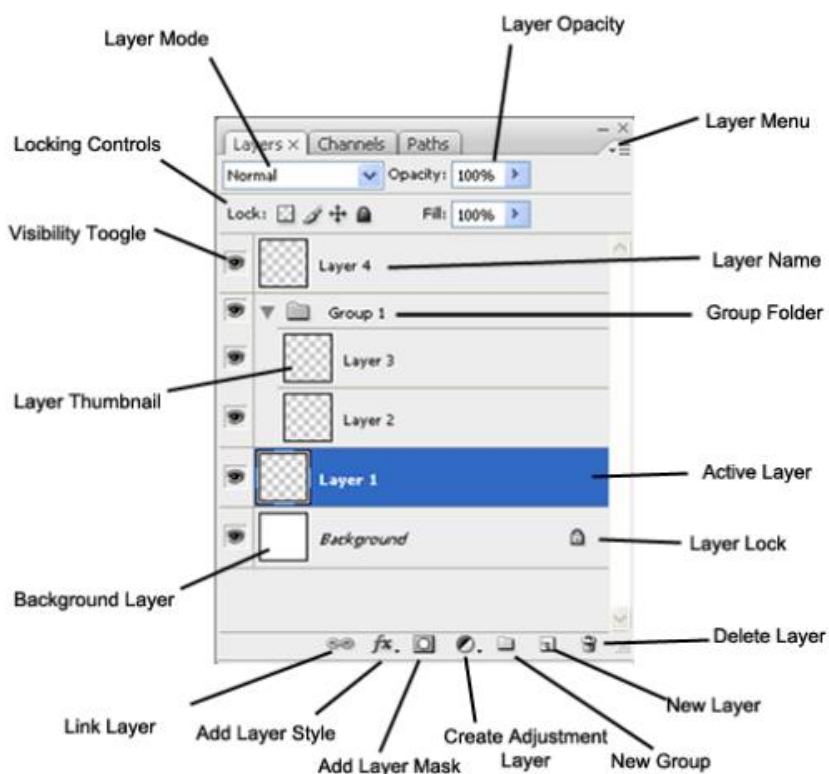 Layer Mode
Layer Opacity
Layer Menu
Locking Controls
Layers × Channels Paths
Normal Opacity: 100%
Lock: Fill: 100%
Visibility Toogle
Layer 4
Layer Name
Group 1
Group Folder
Layer 3
Layer Thumbnail
Layer 2
Layer 1
Active Layer
Background
Layer Lock
Background Layer
fx.
Delete Layer
New Layer
Link Layer
Add Layer Style
Add Layer Mask
Create Adjustment
Layer
New Group